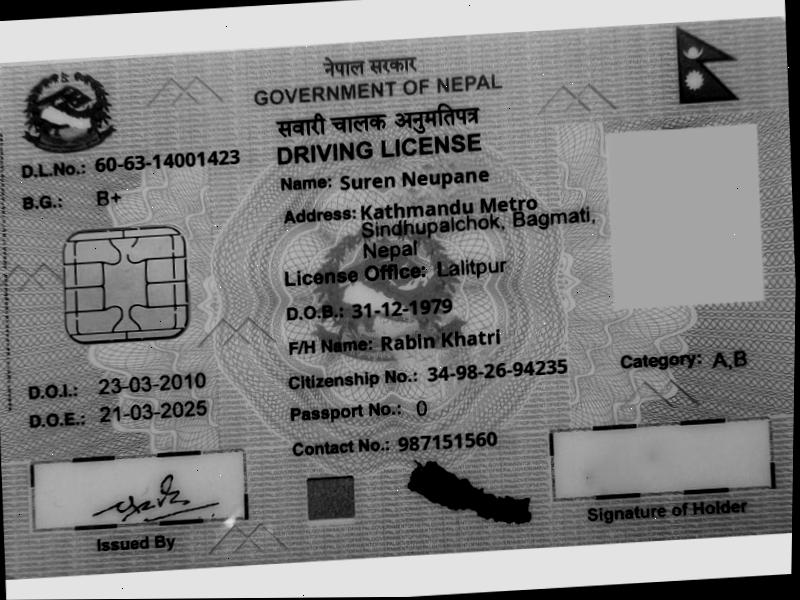 नेपाल सरकार
GOVERNMENT OF NEPAL
सवारी चालक अनुमतिपत्र
DRIVING LICENSE
D.L.No.: 60-63-14001423
B.G.: B+
Name: Suren Neupane
Address: Kathmandu Metro
Sindhupalchok, Bagmati,
Nepal
License Office: Lalitpur
D.O.B.: 31-12-1979
F/H Name: Rabin Khatri
Citizenship No.: 34-98-26-94235
Category: A,B
D.O.I.: 23-03-2010
Passport No.: 0
D.O.E.: 21-03-2025
Contact No.: 987151560
Issued By
Signature of Holder